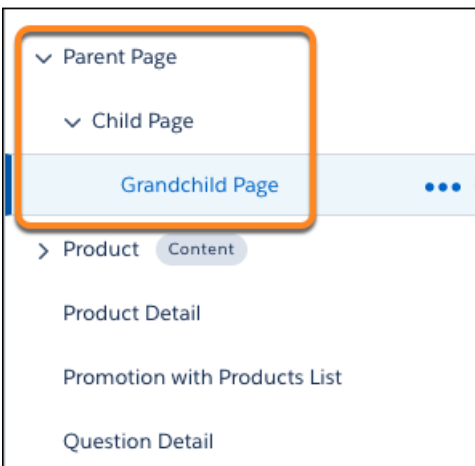 Parent Page
Child Page
Grandchild Page
Product Content
Product Detail
Promotion with Products List
Question Detail